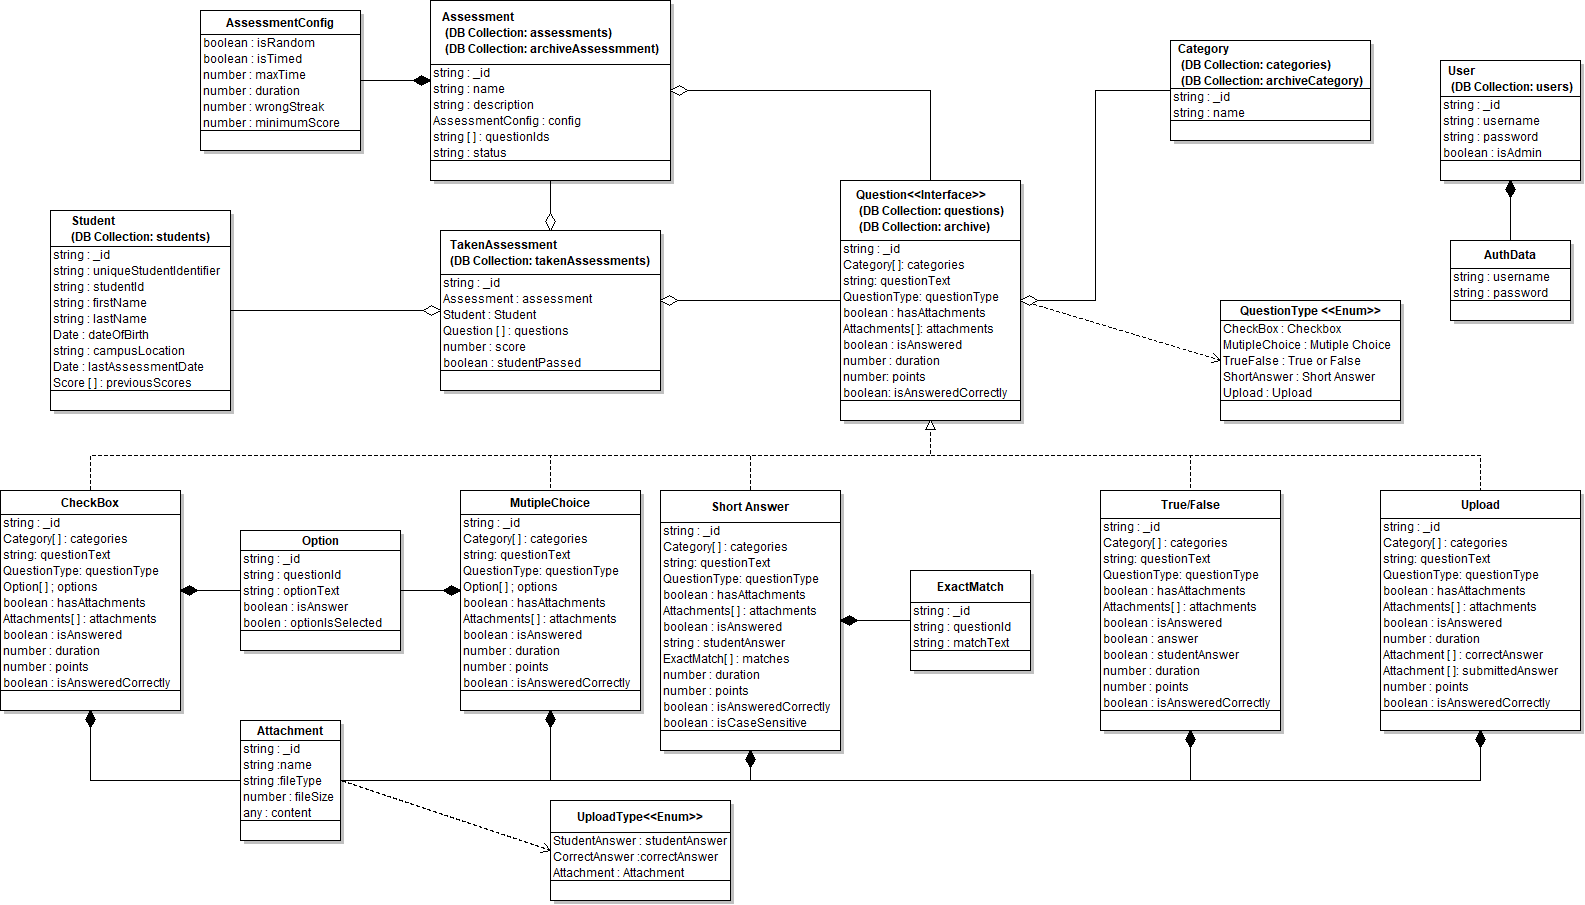 AssessmentConfig
boolean : isRandom
boolean : isTimed
number : maxTime
number : duration
number : wrongStreak
number : minimumScore
Assessment
(DB Collection: assessments)
(DB Collection: archiveAssessmment)
string : _id
string : name
string : description
AssessmentConfig : config
string [ ] : questionIds
string : status
Category
(DB Collection: categories)
(DB Collection: archiveCategory)
string : _id
string : name
User
(DB Collection: users)
string : _id
string : username
string : password
boolean : isAdmin
Student
(DB Collection: students)
string : _id
string : uniqueStudentIdentifier
string : studentId
string : firstName
string : lastName
Date : dateOfBirth
string : campusLocation
Date : lastAssessmentDate
Score [ ] : previousScores
TakenAssessment
(DB Collection: takenAssessments)
string : _id
Assessment : assessment
Student : Student
Question [ ] : questions
number : score
boolean : studentPassed
Question<<Interface>>
(DB Collection: questions)
(DB Collection: archive)
string : _id
Category[ ]: categories
string: questionText
QuestionType: questionType
boolean : hasAttachments
Attachments[ ]: attachments
boolean : isAnswered
number : duration
number: points
boolean: isAnsweredCorrectly
AuthData
string : username
string : password
QuestionType <<Enum>>
CheckBox : Checkbox
MutipleChoice : Mutiple Choice
TrueFalse : True or False
ShortAnswer : Short Answer
Upload : Upload
CheckBox
string : _id
Category[ ] : categories
string: questionText
QuestionType: questionType
Option[ ] ; options
boolean : hasAttachments
Attachments[ ] : attachments
boolean : isAnswered
number : duration
number : points
boolean : isAnsweredCorrectly
Option
string : _id
string : questionId
string : optionText
boolean : isAnswer
boolen : optionIsSelected
MutipleChoice
string : _id
Category[ ] : categories
string: questionText
QuestionType: questionType
Option[ ] ; options
boolean : hasAttachments
Attachments[ ] : attachments
boolean : isAnswered
number : duration
number : points
boolean : isAnsweredCorrectly
Short Answer
string : _id
Category[ ] : categories
string: questionText
QuestionType: questionType
boolean : hasAttachments
Attachments[ ] : attachments
boolean : isAnswered
string : studentAnswer
ExactMatch[ ] : matches
number : duration
number : points
boolean : isAnsweredCorrectly
boolean : isCaseSensitive
ExactMatch
string : _id
string : questionId
string : matchText
True/False
string : _id
Category[ ] : categories
string: questionText
QuestionType: questionType
boolean : hasAttachments
Attachments[ ] : attachments
boolean : isAnswered
boolean : answer
boolean : studentAnswer
number : duration
number : points
boolean : isAnsweredCorrectly
Upload
string : _id
Category[ ] : categories
string: questionText
QuestionType: questionType
boolean : hasAttachments
Attachments[ ] : attachments
boolean : isAnswered
number : duration
Attachment [ ] : correctAnswer
Attachment [ ]: submittedAnswer
number : points
boolean : isAnsweredCorrectly
Attachment
string : _id
string :name
string :fileType
number : fileSize
any : content
UploadType<<Enum>>
StudentAnswer : studentAnswer
CorrectAnswer :correctAnswer
Attachment : Attachment